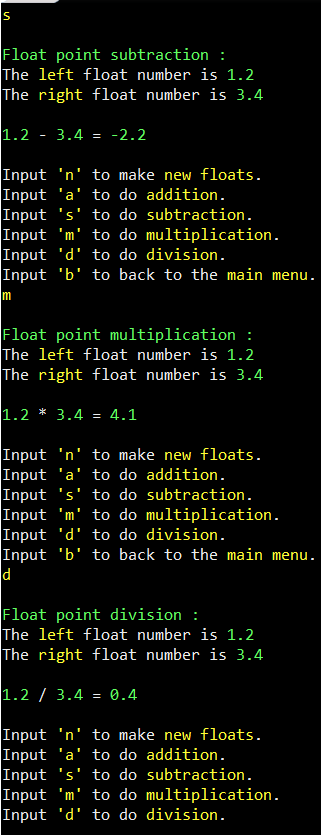 s
Float point subtraction :
The left float number is 1.2
The right float number is 3.4
1.2 - 3.4 = -2.2
Input 'n' to make new floats.
Input 'a' to do addition.
Input 's' to do subtraction.
Input 'm' to do multiplication.
Input 'd' to do division.
Input 'b' to back to the main menu.
m
Float point multiplication :
The left float number is 1.2
The right float number is 3.4
1.2 * 3.4 = 4.1
Input 'n' to make new floats.
Input 'a' to do addition.
Input 's' to do subtraction.
Input 'm' to do multiplication.
Input 'd' to do division.
Input 'b' to back to the main menu.
d
Float point division :
The left float number is 1.2
The right float number is 3.4
1.2 / 3.4 = 0.4
Input 'n' to make new floats.
Input 'a' to do addition.
Input 's' to do subtraction.
Input 'm' to do multiplication.
Input 'd' to do division.